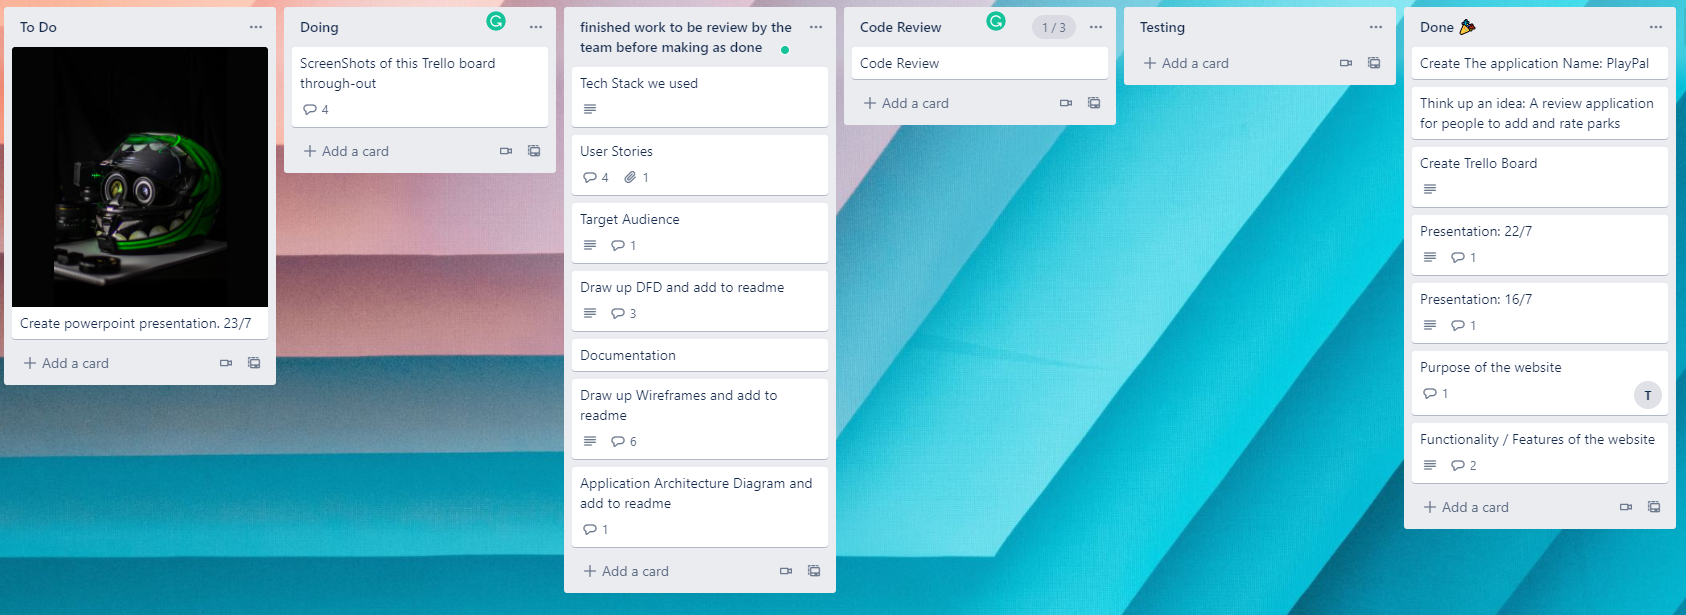 To Do
Create powerpoint presentation. 23/7
Add a card
Doing
ScreenShots of this Trello board
through-out
4
Add a card
finished work to be review by the
team before making as done
Tech Stack we used
User Stories
4 1
Target Audience
1
Draw up DFD and add to readme
3
Documentation
Draw up Wireframes and add to
readme
6
Application Architecture Diagram and
add to readme
1
Add a card
Code Review 1 / 3
Code Review
Add a card
Testing
Add a card
Done
Create The application Name: PlayPal
Think up an idea: A review application
for people to add and rate parks
Create Trello Board
Presentation: 22/7
1
Presentation: 16/7
1
Purpose of the website
1 T
Functionality / Features of the website
2
Add a card